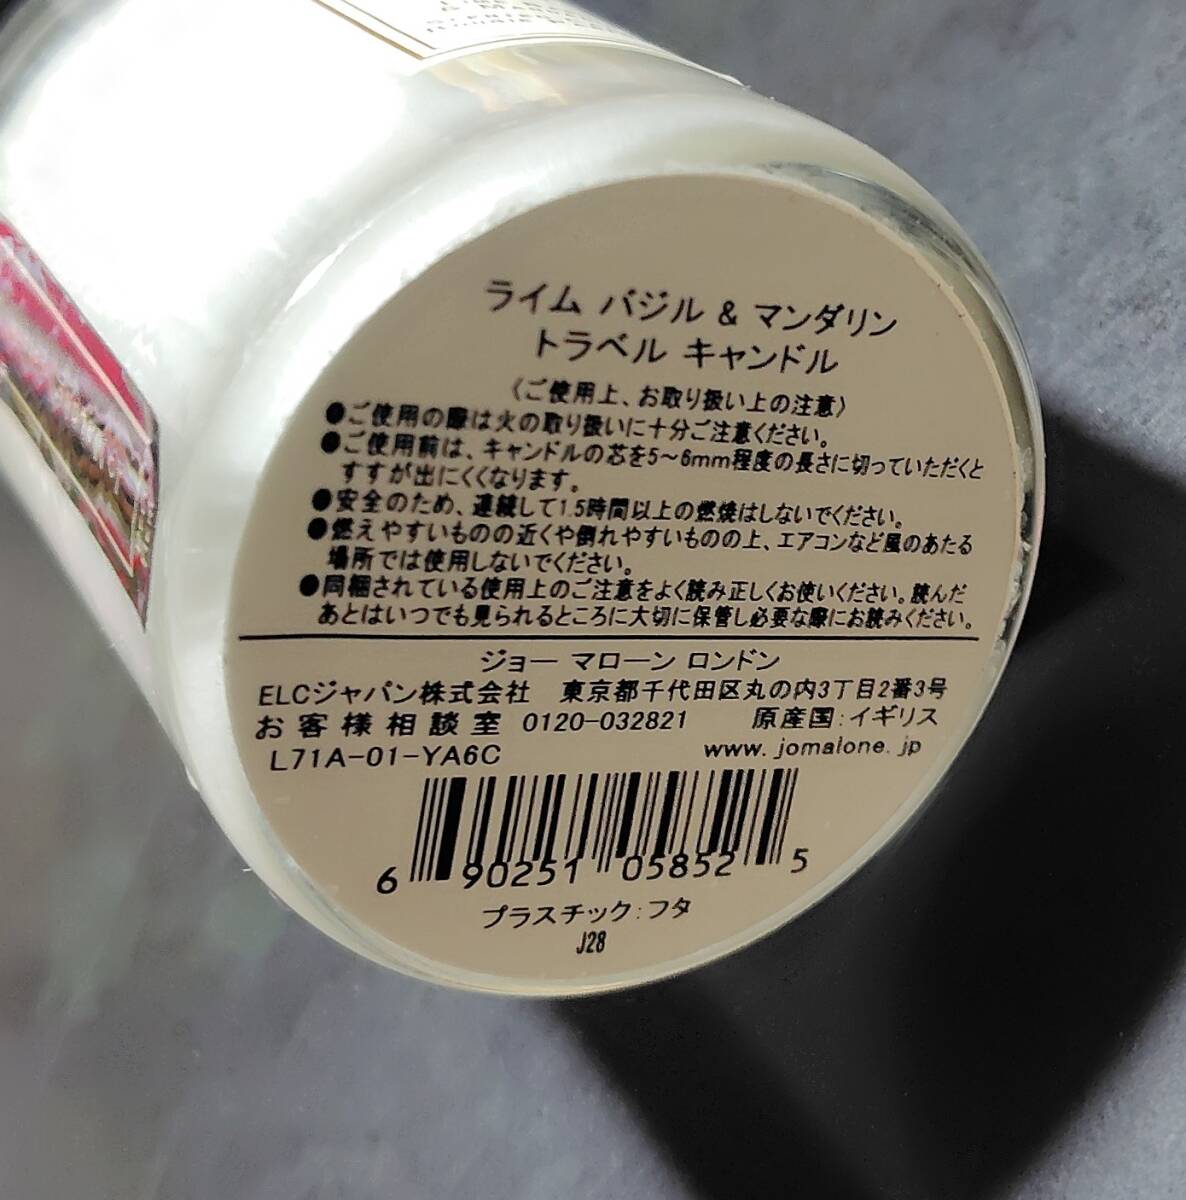 ライム バジル & マンダリン
トラベル キャンドル
〈ご使用上、お取り扱い上の注意〉
●ご使用の際は火の取り扱いに十分ご注意ください。
●ご使用前は、キャンドルの芯を5～6mm程度の長さに切っていただくと
すすが出にくくなります。
●安全のため、連続して1.5時間以上の燃焼はしないでください。
●燃えやすいものの近くや倒れやすいものの上、エアコンなど風のあたる
場所では使用しないでください。
●同梱されている使用上のご注意をよく読み正しくお使いください。読んだ
あとはいつでも見られるところに大切に保管し必要な際にお読みください。
ジョー マローン ロンドン
ELCジャパン株式会社 東京都千代田区丸の内3丁目2番3号
お客様相談室 0120-032821 原産国:イギリス
L71A-01-YA6C www.jomalone.jp
6 90251 05852 5
プラスチック:フタ
J28